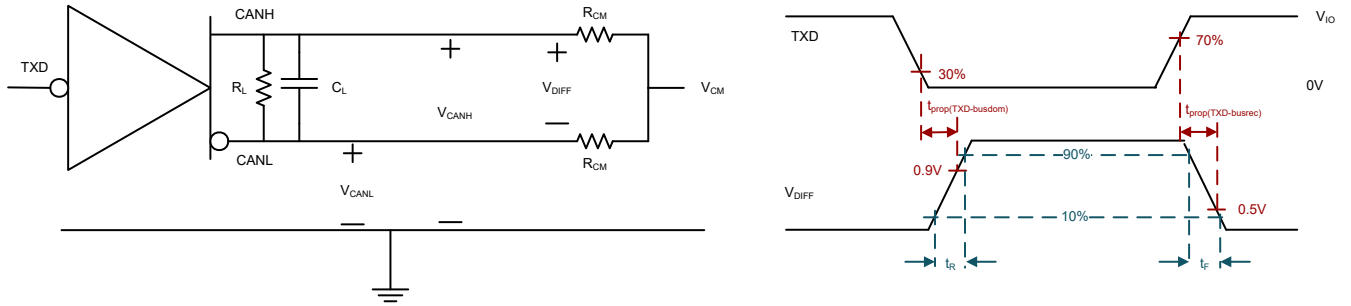 CANH
R_CM
TXD
R_L
C_L
V_DIFF
V_CM
V_CANH
CANL
R_CM
V_CANL
TXD
V_IO
70%
30%
0V
t_prop(TXD-busdom)
t_prop(TXD-busrec)
90%
0.9V
V_DIFF
0.5V
10%
t_R
t_F